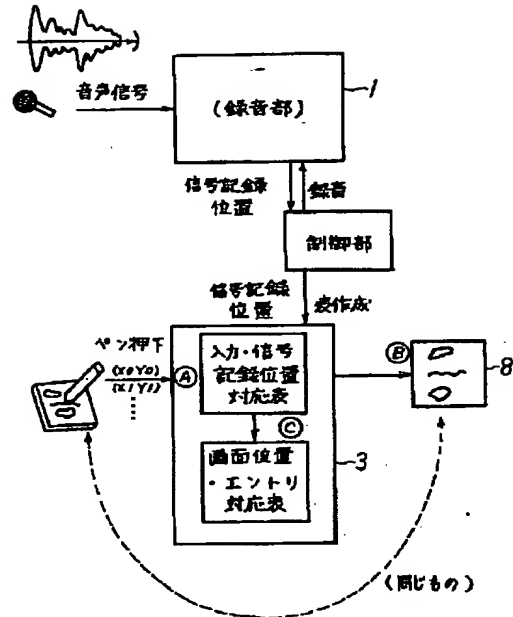 音声信号
(録音部)
1
信号記録
位置
録音
制御部
信号記録
位置
表作成
ペン押下
(X0Y0)
(X1Y1)
⋮
Ⓐ
入力・信号
記録位置
対応表
Ⓒ
画面位置
・エントリ
対応表
3
Ⓑ
8
(同じもの)